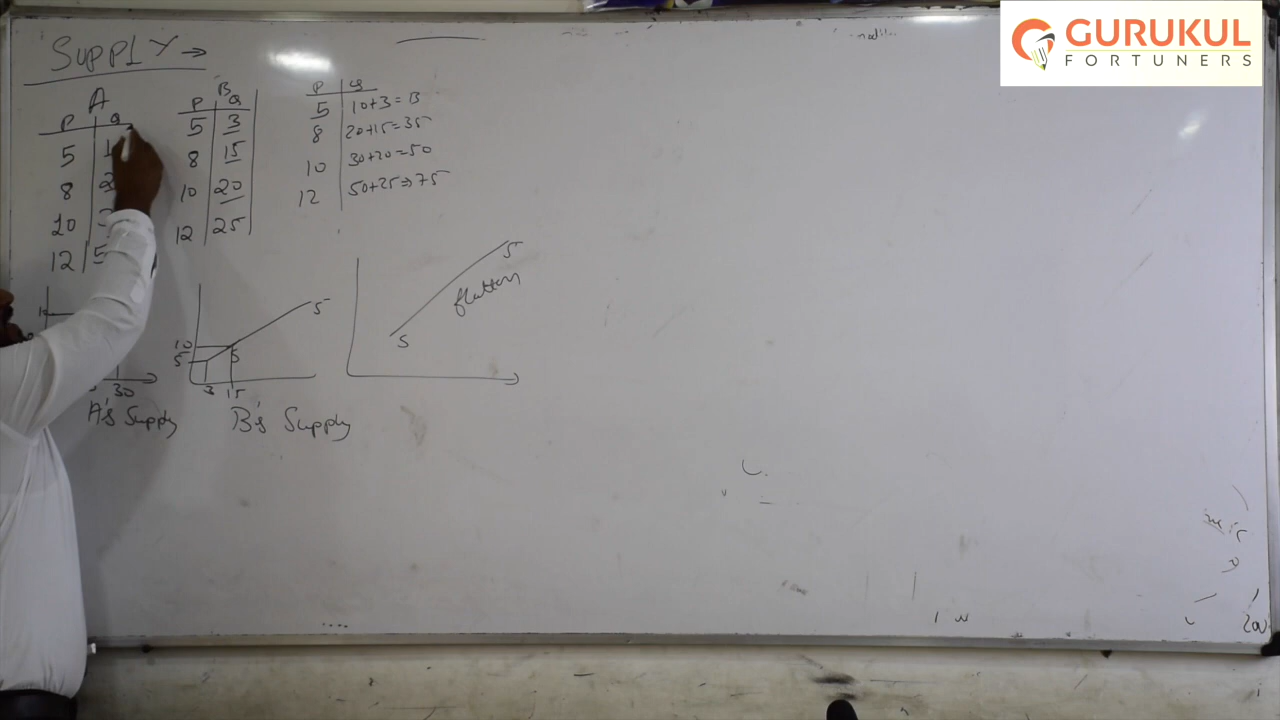 GURUKUL
FORTUNERS
SUPPLY →
A
P Q
5
8
10
12 5
B
P Q
5 3
8 15
10 20
12 25
P Q
5 10+3=13
8 20+15=35
10 30+20=50
12 50+25⇒75
30
A's Supply
10
5
3 15
S
S
B's Supply
S
S
flatter